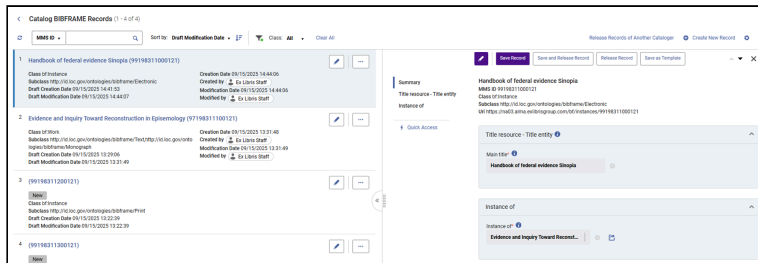 Catalog BIBFRAME Records (1 - 4 of 4)
MMS ID
Sort by: Draft Modification Date
Class: All
Clear All
Release Records of Another Cataloger
Create New Record
1 Handbook of federal evidence Sinopia (99198311000121)
Class bf:Instance
Subclass http://id.loc.gov/ontologies/bibframe/Electronic
Draft Creation Date 09/15/2025 14:41:53
Draft Modification Date 09/15/2025 14:44:07
Creation Date 09/15/2025 14:44:06
Created by Ex Libris Staff
Modification Date 09/15/2025 14:44:06
Modified by Ex Libris Staff
2 Evidence and Inquiry Toward Reconstruction in Episemology (97198311100121)
Class bf:Work
Subclass http://id.loc.gov/ontologies/bibframe/Text,http://id.loc.gov/onto
logies/bibframe/Monograph
Draft Creation Date 09/15/2025 13:29:06
Draft Modification Date 09/15/2025 13:31:49
Creation Date 09/15/2025 13:31:48
Created by Ex Libris Staff
Modification Date 09/15/2025 13:31:49
Modified by Ex Libris Staff
3 (99198311200121)
New
Class bf:Instance
Subclass http://id.loc.gov/ontologies/bibframe/Print
Draft Creation Date 09/15/2025 13:22:39
Draft Modification Date 09/15/2025 13:22:39
4 (99198311300121)
New
Save Record
Save and Release Record
Release Record
Save as Template
Summary
Title resource - Title entity
Instance of
Quick Access
Handbook of federal evidence Sinopia
MMS ID 99198311000121
Class bf:Instance
Subclass http://id.loc.gov/ontologies/bibframe/Electronic
Uri https://na03.alma.exlibrisgroup.com/bf/instances/99198311000121
Title resource - Title entity
Main title*
Handbook of federal evidence Sinopia
Instance of
Instance of*
Evidence and Inquiry Toward Reconst...